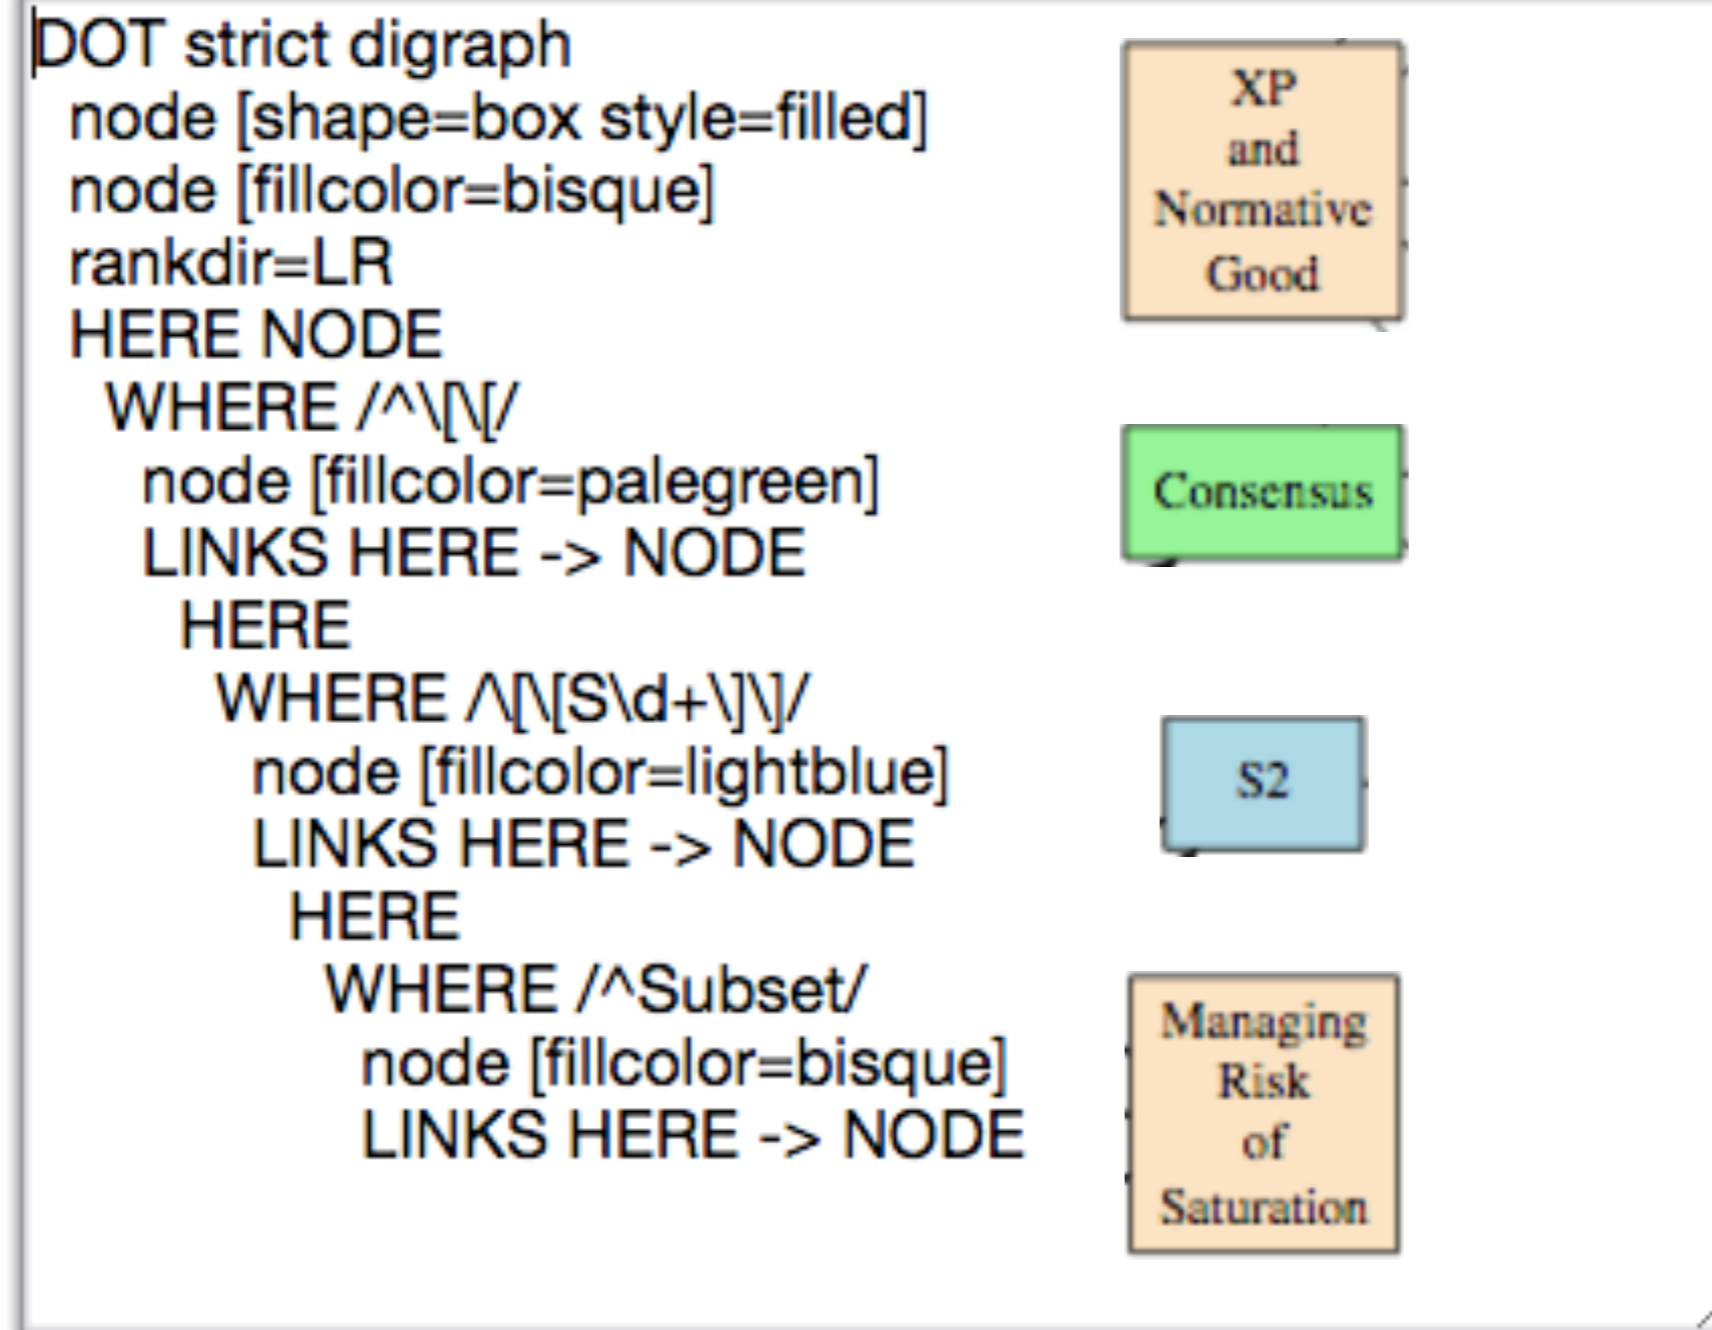 DOT strict digraph
node [shape=box style=filled]
node [fillcolor=bisque]
rankdir=LR
HERE NODE
WHERE /^\[\[/
node [fillcolor=palegreen]
LINKS HERE -> NODE
HERE
WHERE /\[\[S\d+\]\]/
node [fillcolor=lightblue]
LINKS HERE -> NODE
HERE
WHERE /^Subset/
node [fillcolor=bisque]
LINKS HERE -> NODE
XP
and
Normative
Good
Consensus
S2
Managing
Risk
of
Saturation